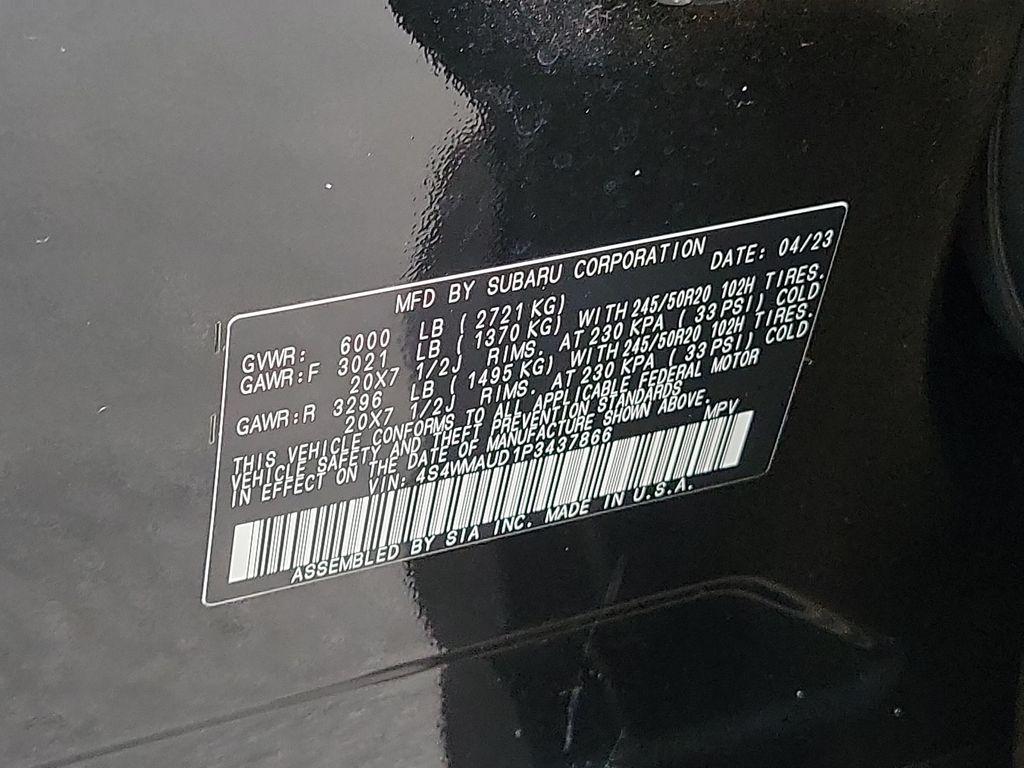 MFD BY SUBARU CORPORATION DATE: 04/23
GVWR: 6000 LB ( 2721 KG)
GAWR:F 3021 LB ( 1370 KG) WITH 245/50R20 102H TIRES.
20X7 1/2J RIMS. AT 230 KPA ( 33 PSI) COLD
GAWR:R 3296 LB ( 1495 KG) WITH 245/50R20 102H TIRES.
20X7 1/2J RIMS. AT 230 KPA ( 33 PSI) COLD
THIS VEHICLE CONFORMS TO ALL APPLICABLE FEDERAL MOTOR
VEHICLE SAFETY AND THEFT PREVENTION STANDARDS
IN EFFECT ON THE DATE OF MANUFACTURE SHOWN ABOVE.
VIN: 4S4WMAUD1P3437866 MPV
ASSEMBLED BY SIA INC. MADE IN U.S.A.